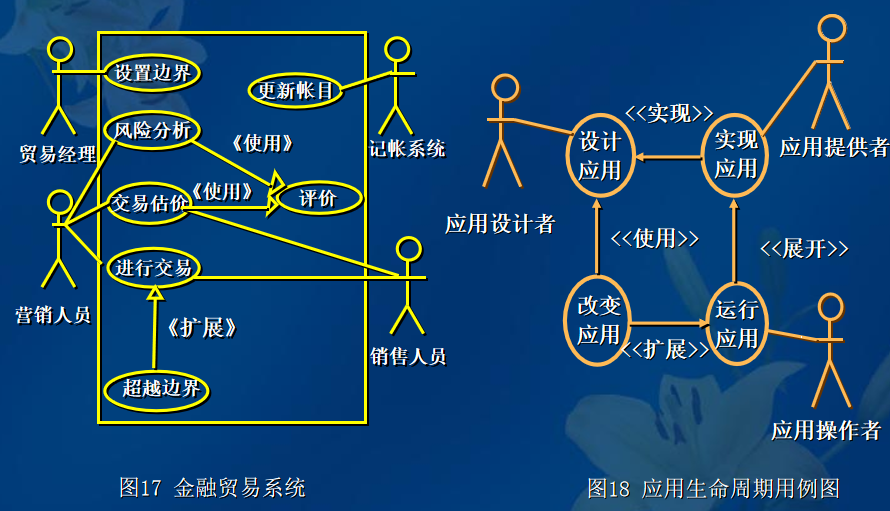 设置边界
更新帐目
贸易经理
风险分析
《使用》
记帐系统
交易估价
《使用》
评价
进行交易
营销人员
《扩展》
销售人员
超越边界
图17 金融贸易系统
<<实现>>
设计
应用
实现
应用
应用提供者
应用设计者
<<使用>>
<<展开>>
改变
应用
运行
应用
<<扩展>>
应用操作者
图18 应用生命周期用例图